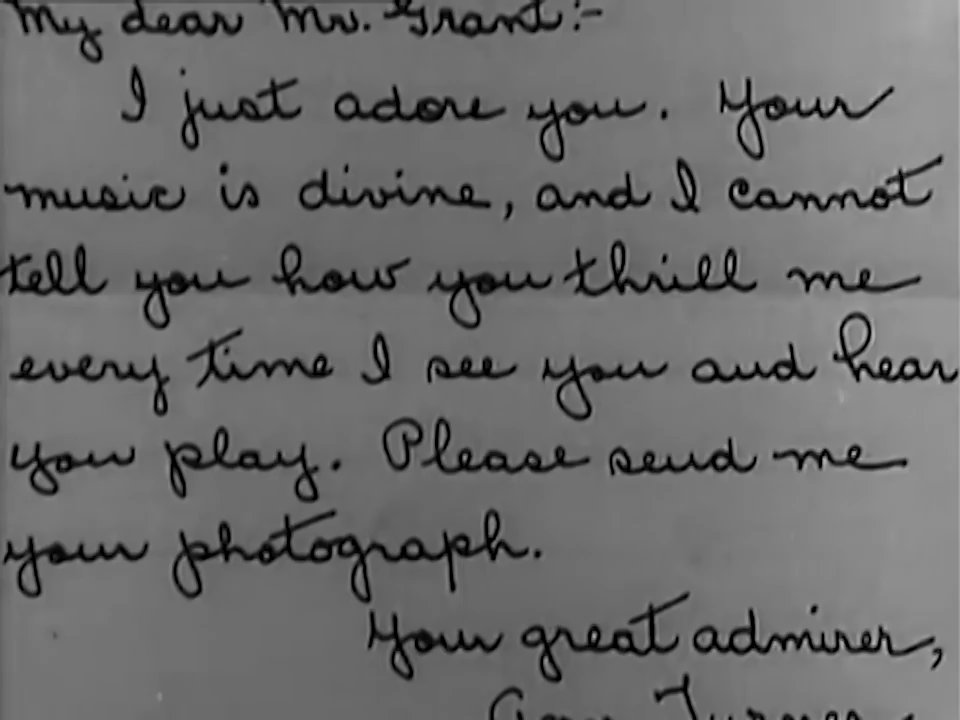 My dear Mr. Grant:-
I just adore you. Your
music is divine, and I cannot
tell you how you thrill me
every time I see you and hear
you play. Please send me
your photograph.
Your great admirer,
Turner